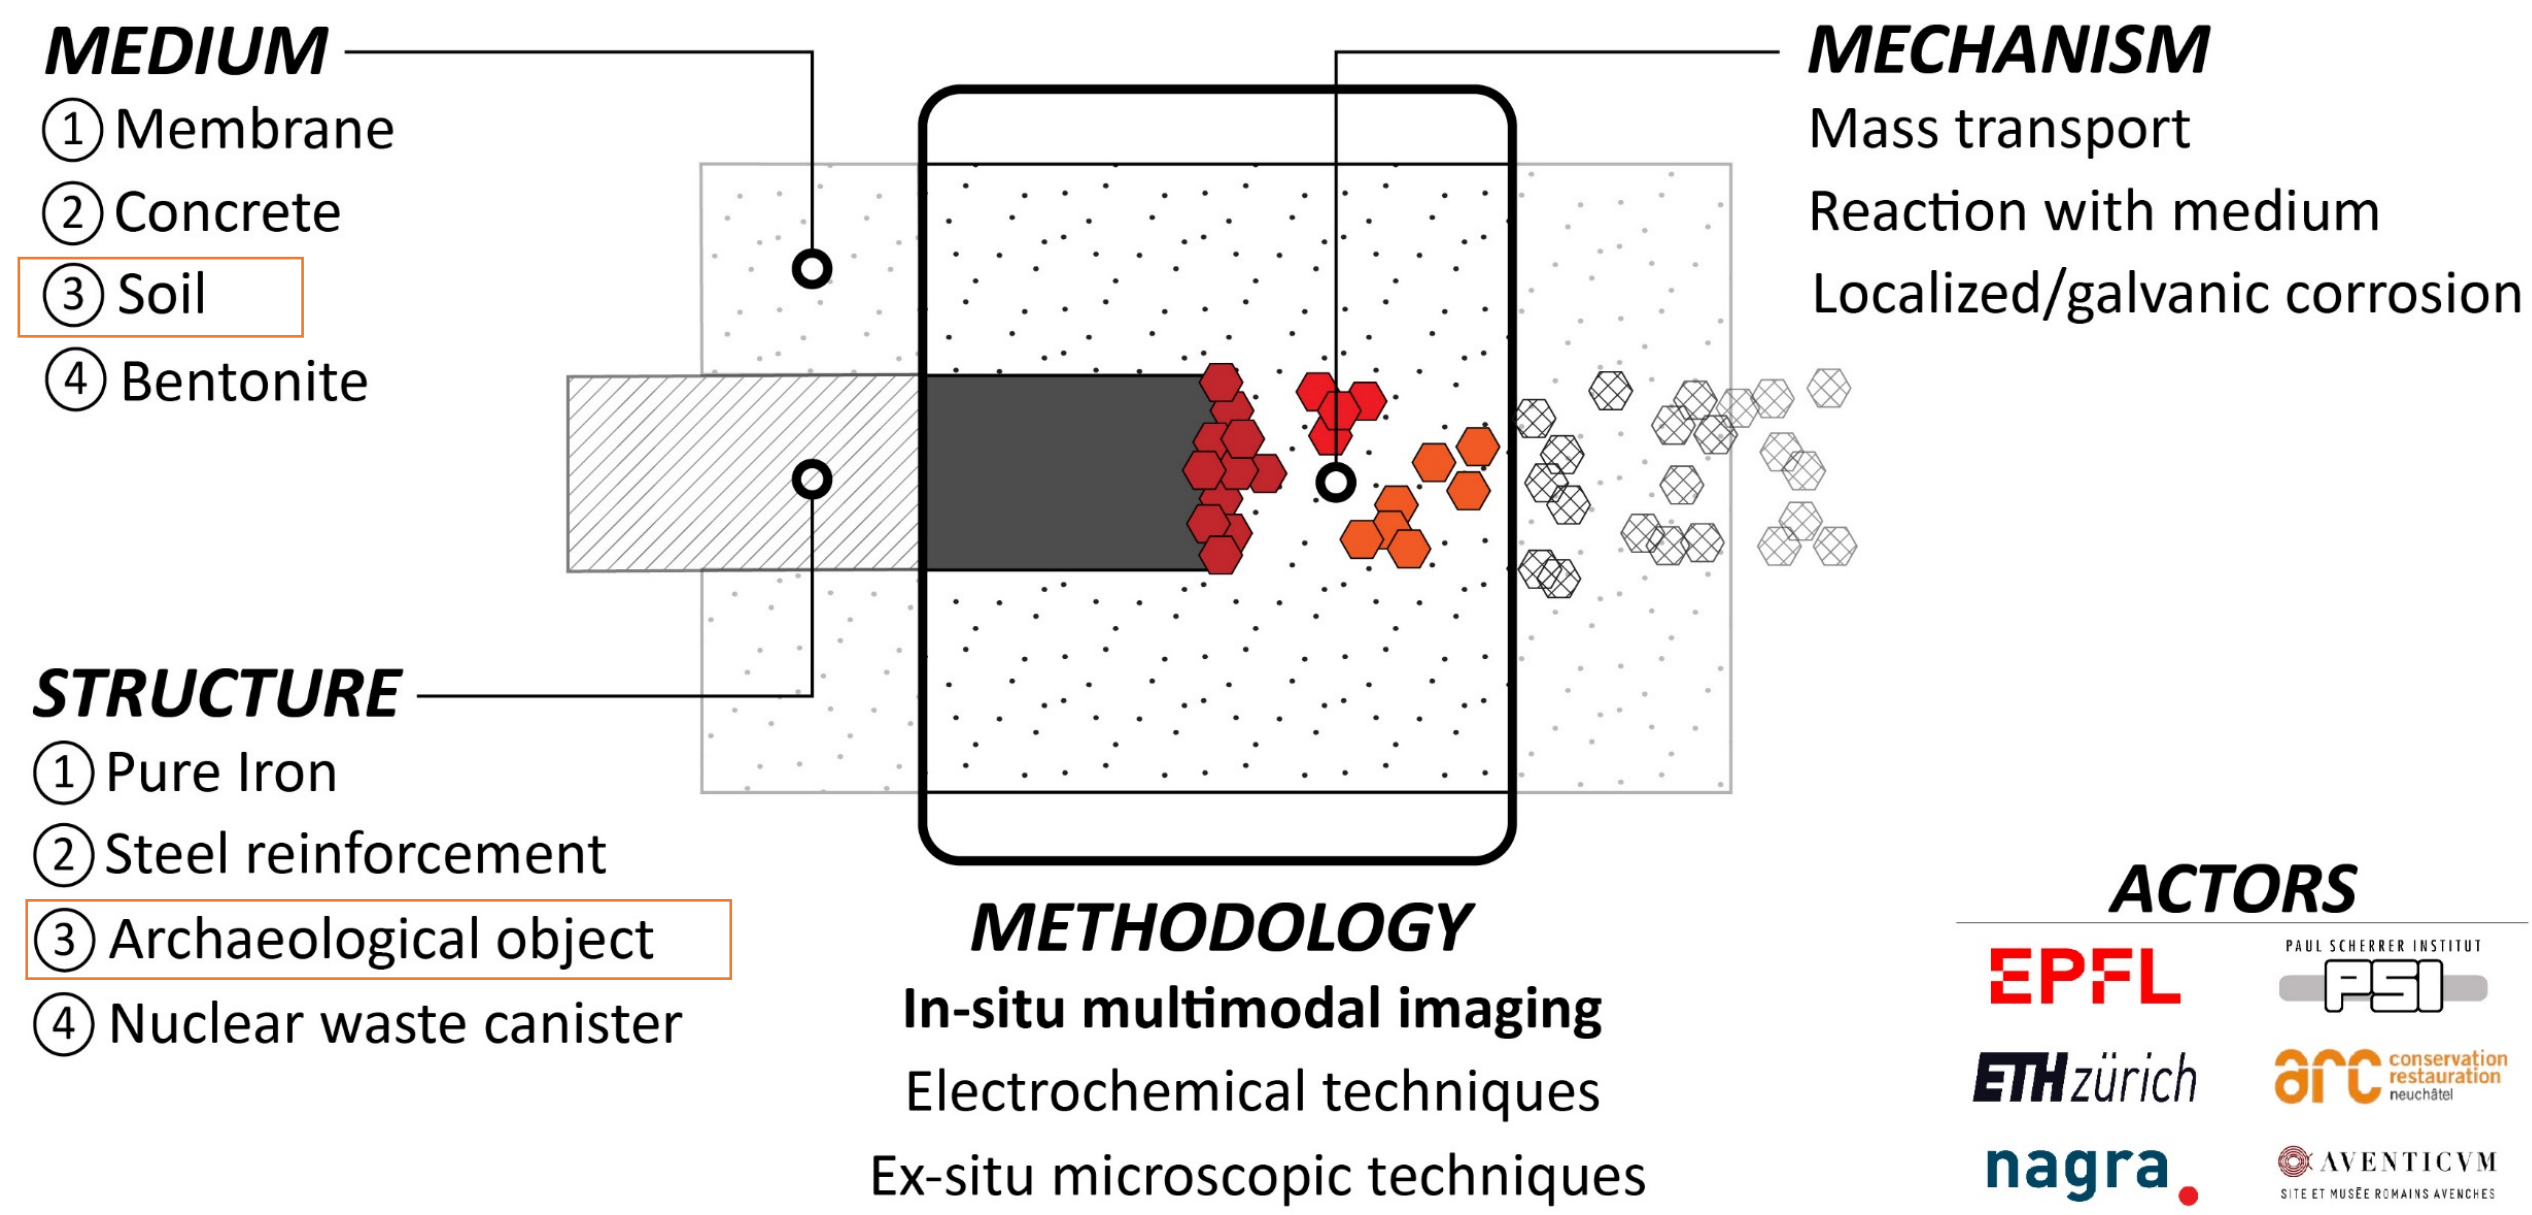 MEDIUM
① Membrane
② Concrete
③ Soil
④ Bentonite
MECHANISM
Mass transport
Reaction with medium
Localized/galvanic corrosion
STRUCTURE
① Pure Iron
② Steel reinforcement
③ Archaeological object
④ Nuclear waste canister
METHODOLOGY
In-situ multimodal imaging
Electrochemical techniques
Ex-situ microscopic techniques
ACTORS
EPFL
PAUL SCHERRER INSTITUT
PSI
ETH zürich
arc conservation
restauration
neuchâtel
nagra.
AVENTICVM
SITE ET MUSÉE ROMAINS AVENCHES